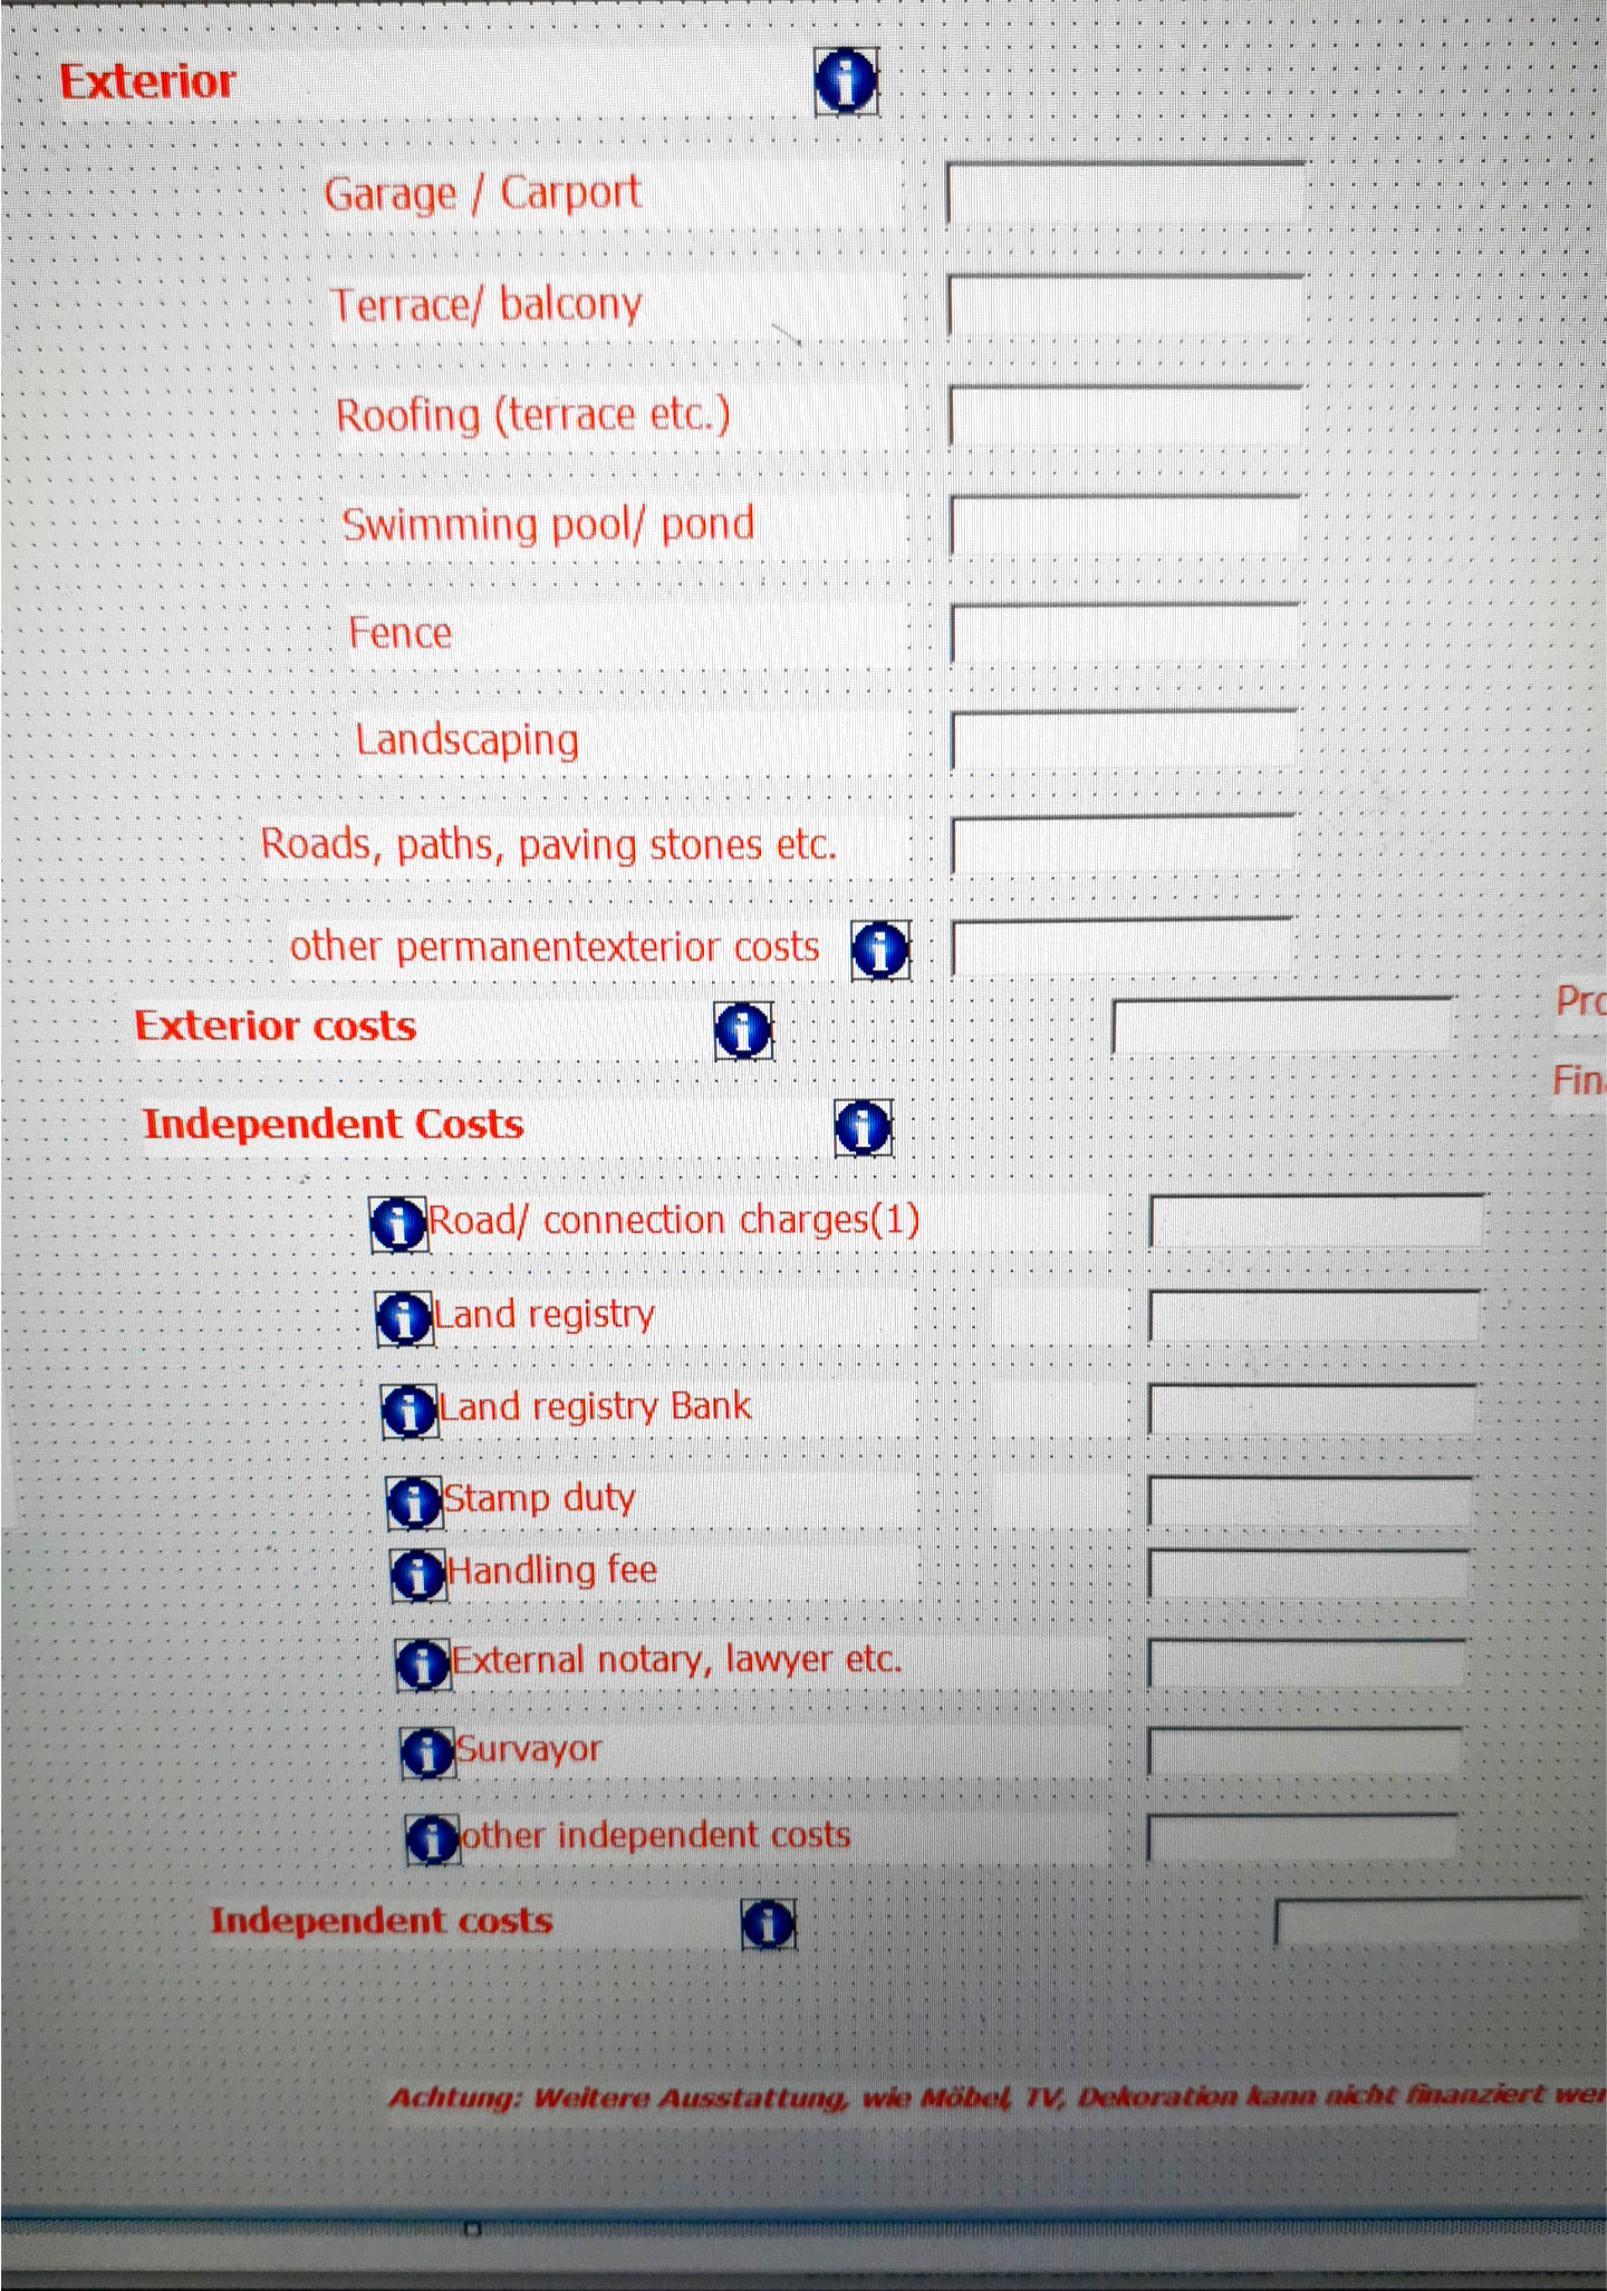 Exterior
Garage / Carport
Terrace/ balcony
Roofing (terrace etc.)
Swimming pool/ pond
Fence
Landscaping
Roads, paths, paving stones etc.
other permanentexterior costs
Exterior costs
Independent Costs
Road/ connection charges(1)
Land registry
Land registry Bank
Stamp duty
Handling fee
External notary, lawyer etc.
Survayor
other independent costs
Independent costs
Achtung: Weitere Ausstattung, wie Möbel, TV, Dekoration kann nicht finanziert